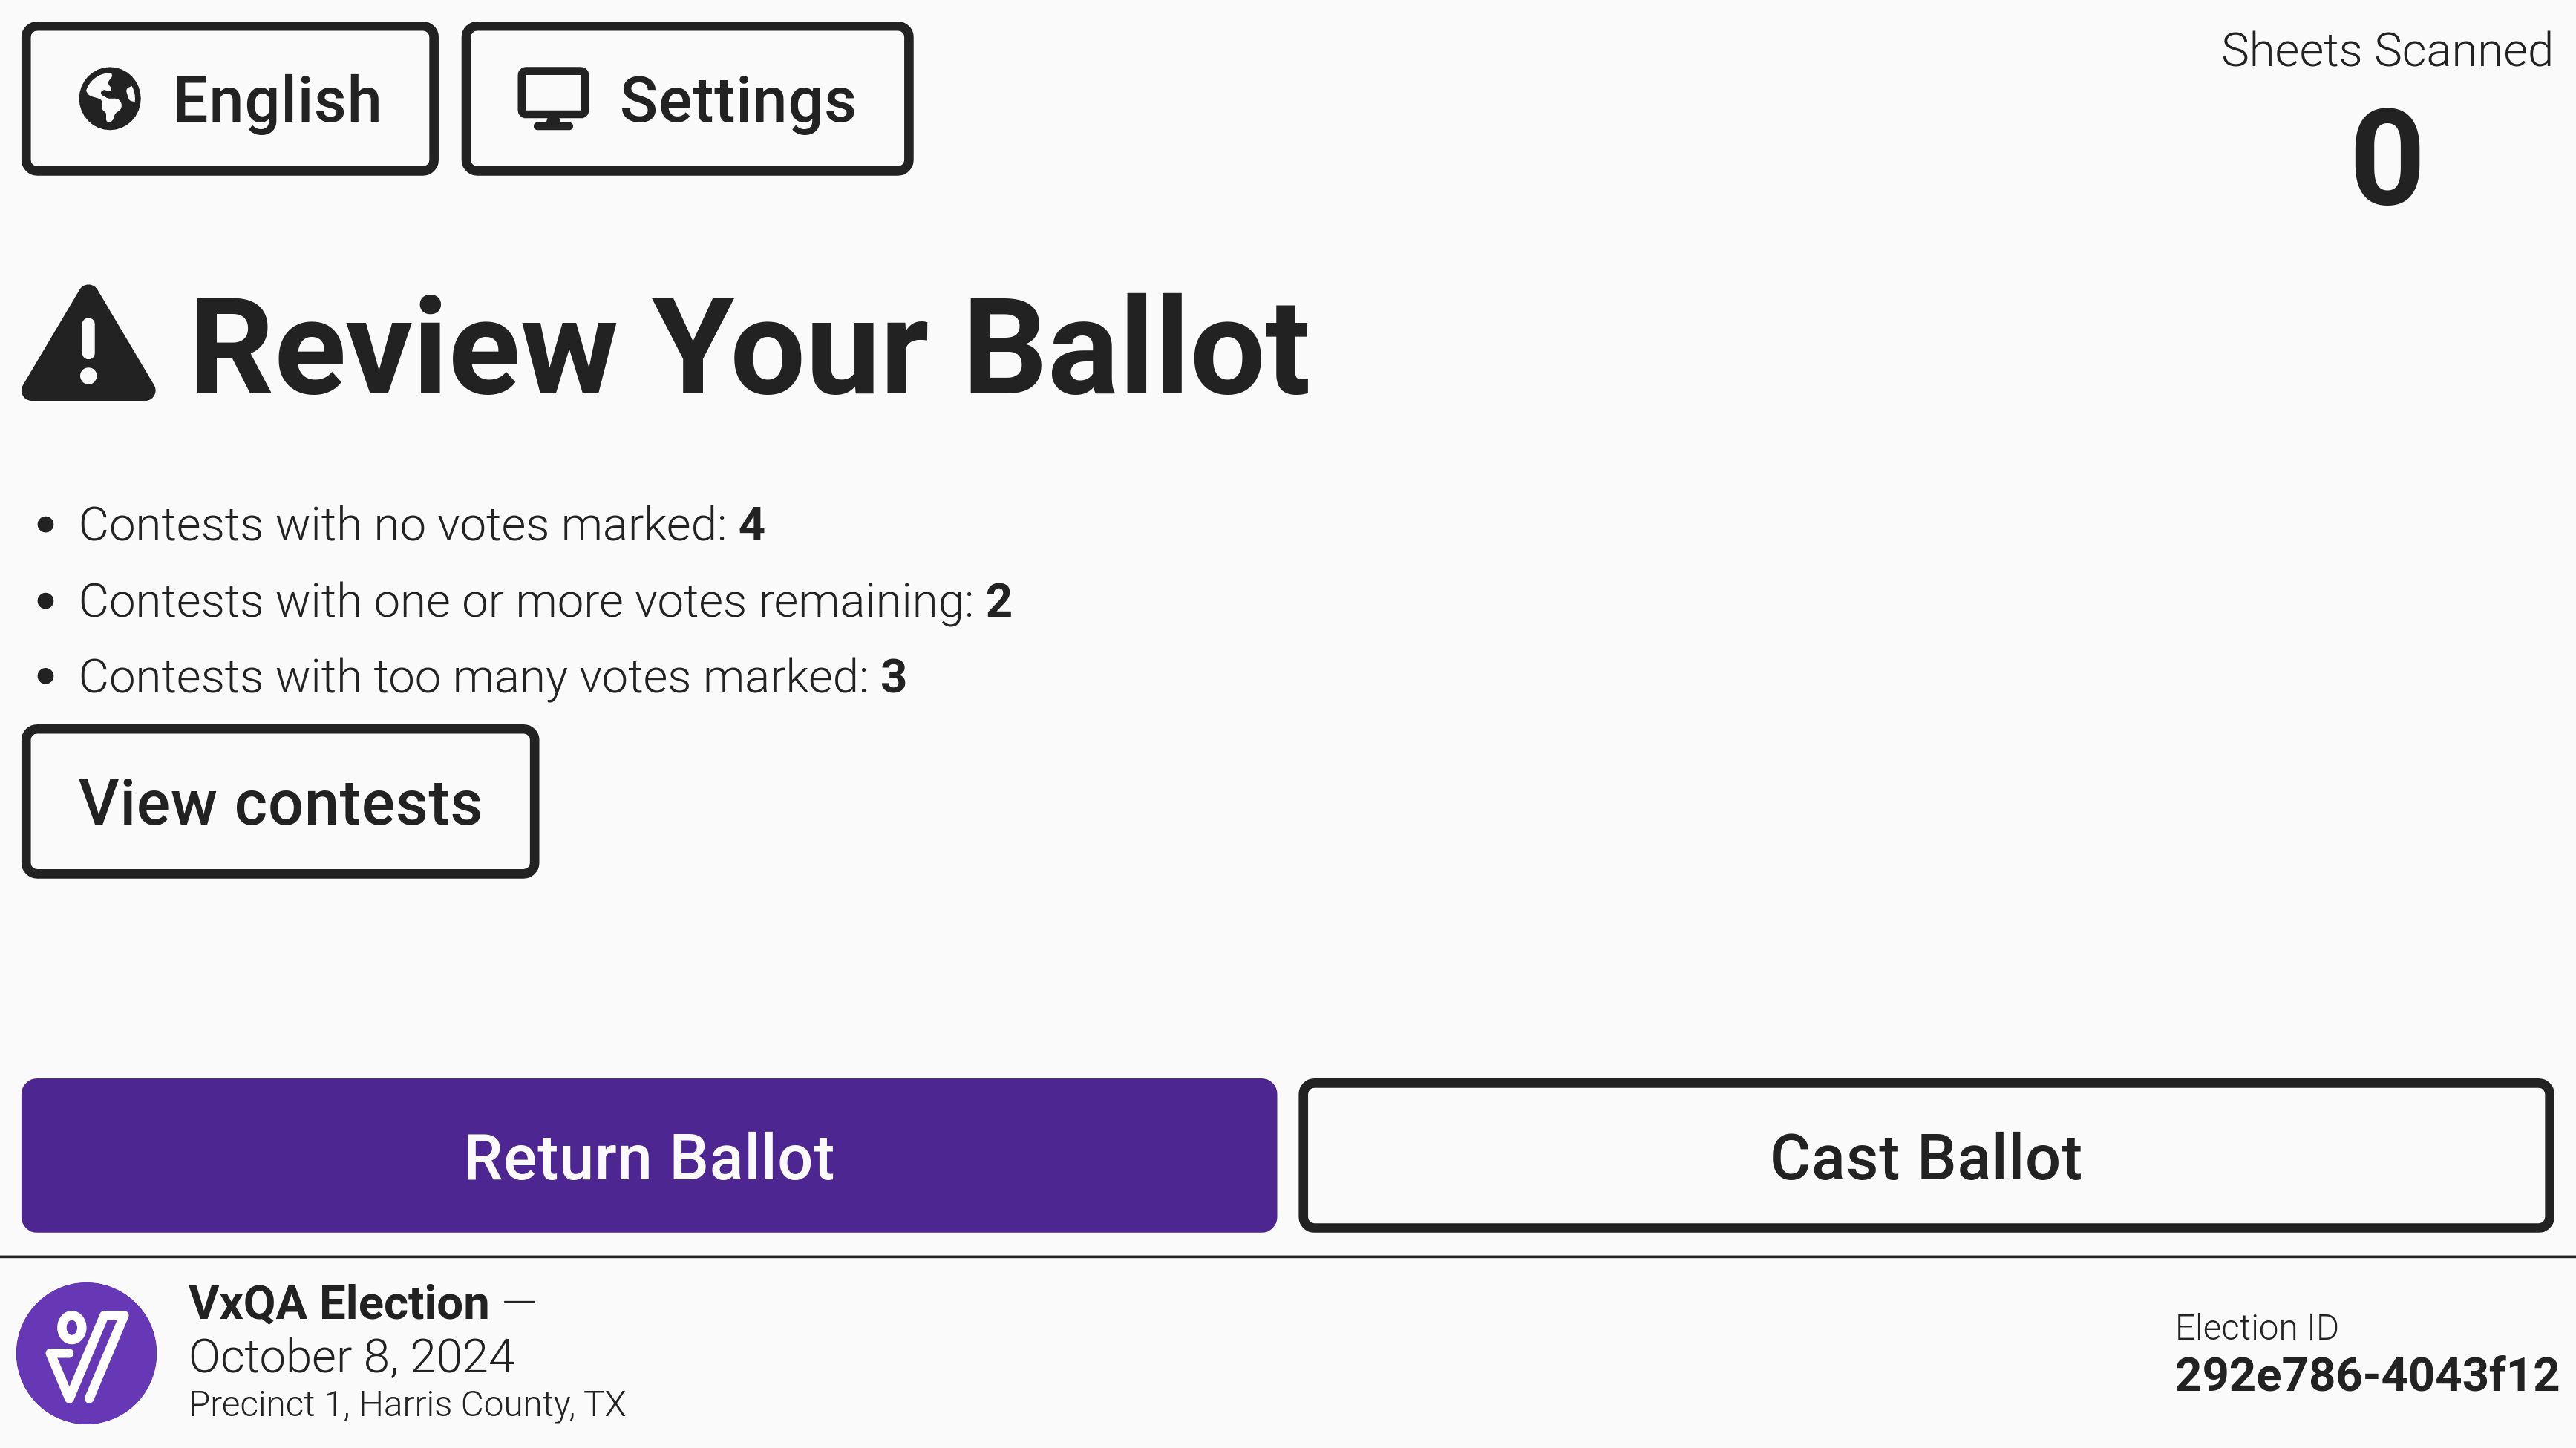 English
Settings
Sheets Scanned
0
Review Your Ballot
• Contests with no votes marked: 4
• Contests with one or more votes remaining: 2
• Contests with too many votes marked: 3
View contests
Return Ballot
Cast Ballot
VxQA Election —
October 8, 2024
Precinct 1, Harris County, TX
Election ID
292e786-4043f12